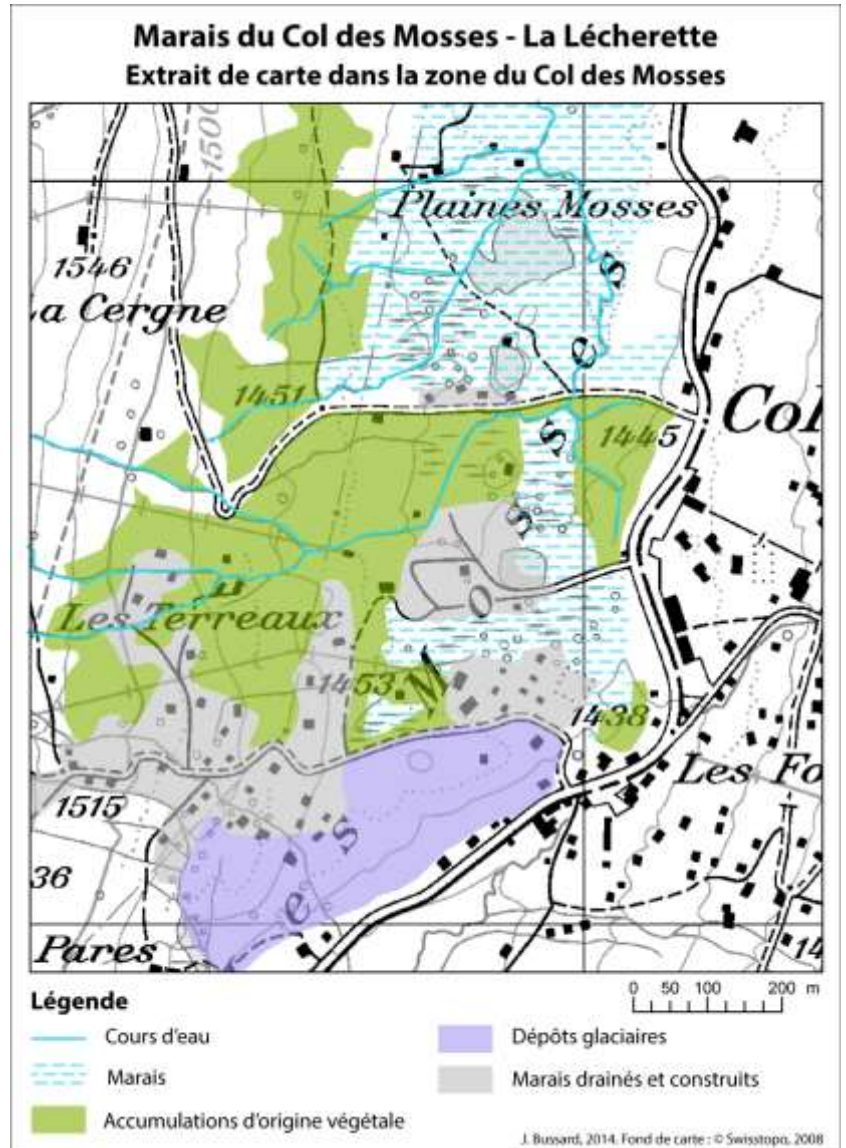 Marais du Col des Mosses - La Lécherette
Extrait de carte dans la zone du Col des Mosses
1500
Plaines Mosses
1546
La Cergne
1451
1445
Col
Les Terreaux
1453
1438
Les Mosses
Les Fo
1515
36
Pares
14
Légende
0 50 100 200 m
Cours d'eau
Dépôts glaciaires
Marais
Marais drainés et construits
Accumulations d'origine végétale
J. Bussard, 2014. Fond de carte : © Swisstopo, 2008